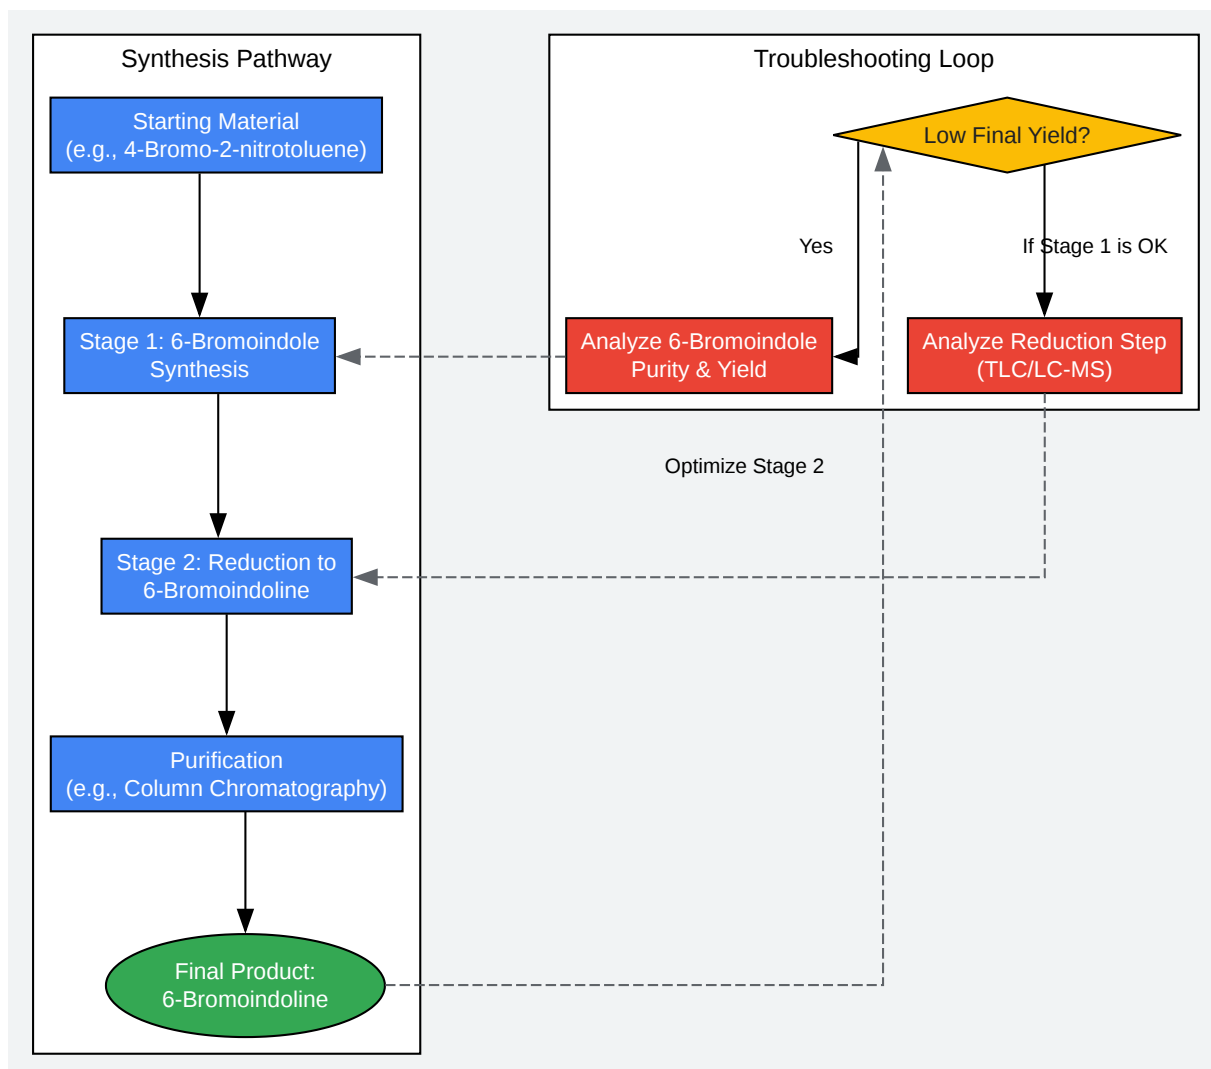 Synthesis Pathway
Starting Material
(e.g., 4-Bromo-2-nitrotoluene)
Stage 1: 6-Bromoindole
Synthesis
Stage 2: Reduction to
6-Bromoindoline
Purification
(e.g., Column Chromatography)
Final Product:
6-Bromoindoline
Troubleshooting Loop
Low Final Yield?
Yes
If Stage 1 is OK
Analyze 6-Bromoindole
Purity & Yield
Analyze Reduction Step
(TLC/LC-MS)
Optimize Stage 2